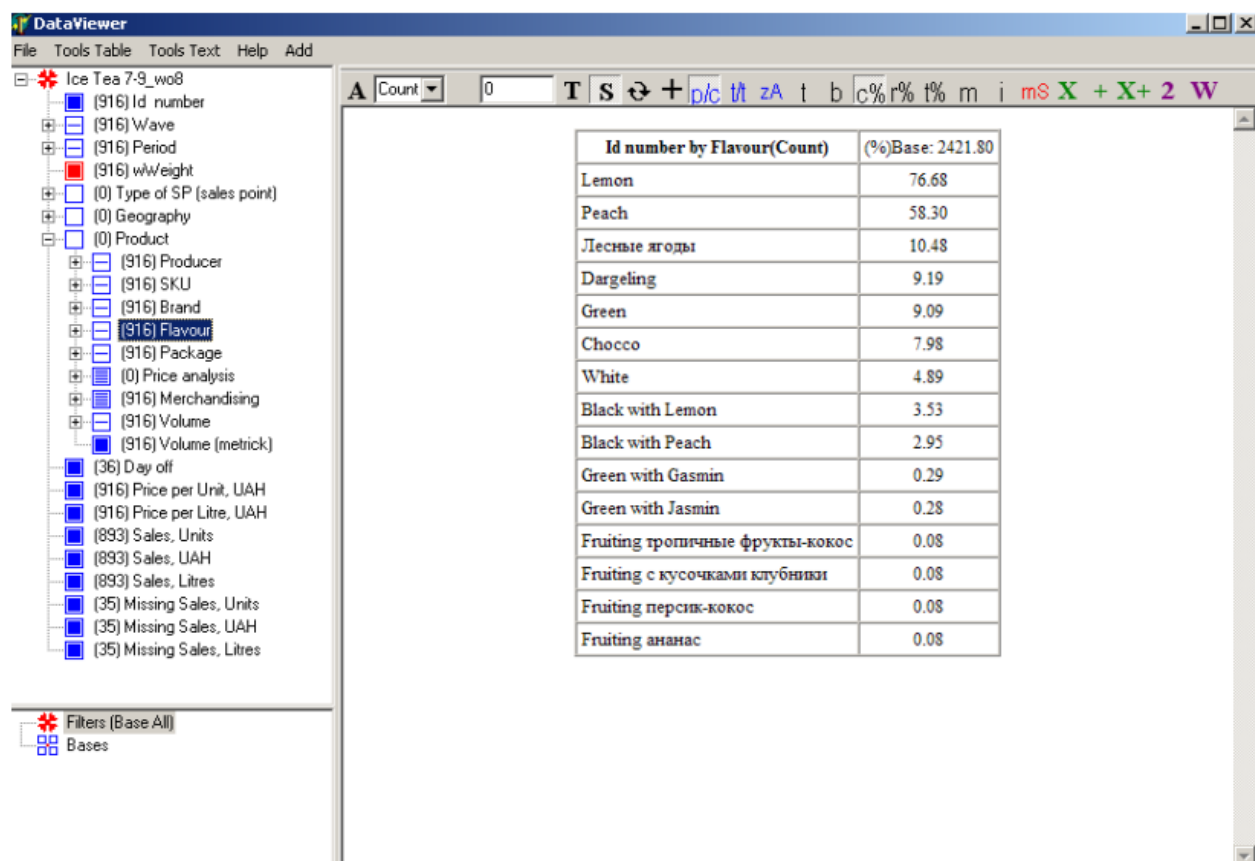 DataViewer
File Tools Table Tools Text Help Add
Ice Tea 7-9_wo8
(916) Id number
(916) Wave
(916) Period
(916) wWeight
(0) Type of SP (sales point)
(0) Geography
(0) Product
(916) Producer
(916) SKU
(916) Brand
(916) Flavour
(916) Package
(0) Price analysis
(916) Merchandising
(916) Volume
(916) Volume (metrick)
(36) Day off
(916) Price per Unit, UAH
(916) Price per Litre, UAH
(893) Sales, Units
(893) Sales, UAH
(893) Sales, Litres
(35) Missing Sales, Units
(35) Missing Sales, UAH
(35) Missing Sales, Litres
Filters (Base All)
Bases
A Count 0 T S + p/c t/t zA t b c% r% t% m i mS X + X+ 2 W
Id number by Flavour(Count) (%)Base: 2421.80
Lemon 76.68
Peach 58.30
Лесные ягоды 10.48
Dargeling 9.19
Green 9.09
Chocco 7.98
White 4.89
Black with Lemon 3.53
Black with Peach 2.95
Green with Gasmin 0.29
Green with Jasmin 0.28
Fruiting тропичные фрукты-кокос 0.08
Fruiting с кусочками клубники 0.08
Fruiting персик-кокос 0.08
Fruiting ананас 0.08